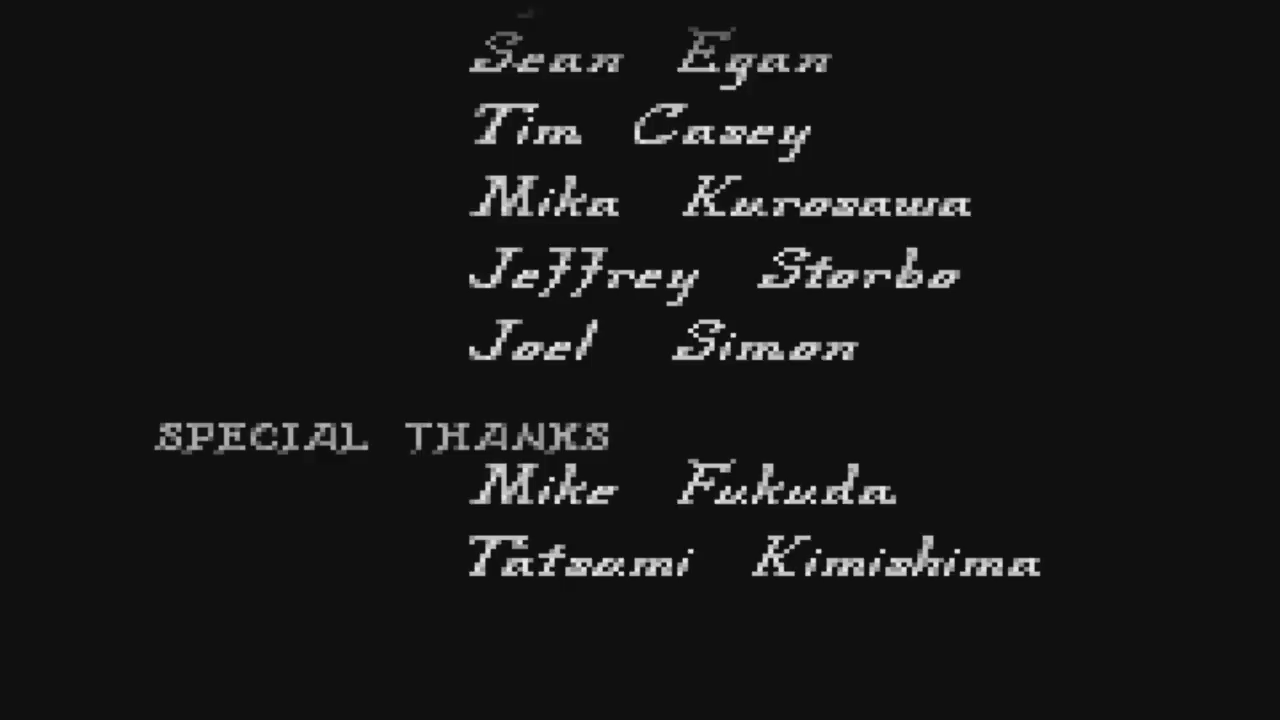 Sean Egan
Tim Casey
Mika Kurosawa
Jeffrey Storbo
Joel Simon
SPECIAL THANKS
Mike Fukuda
Tatsumi Kimishima